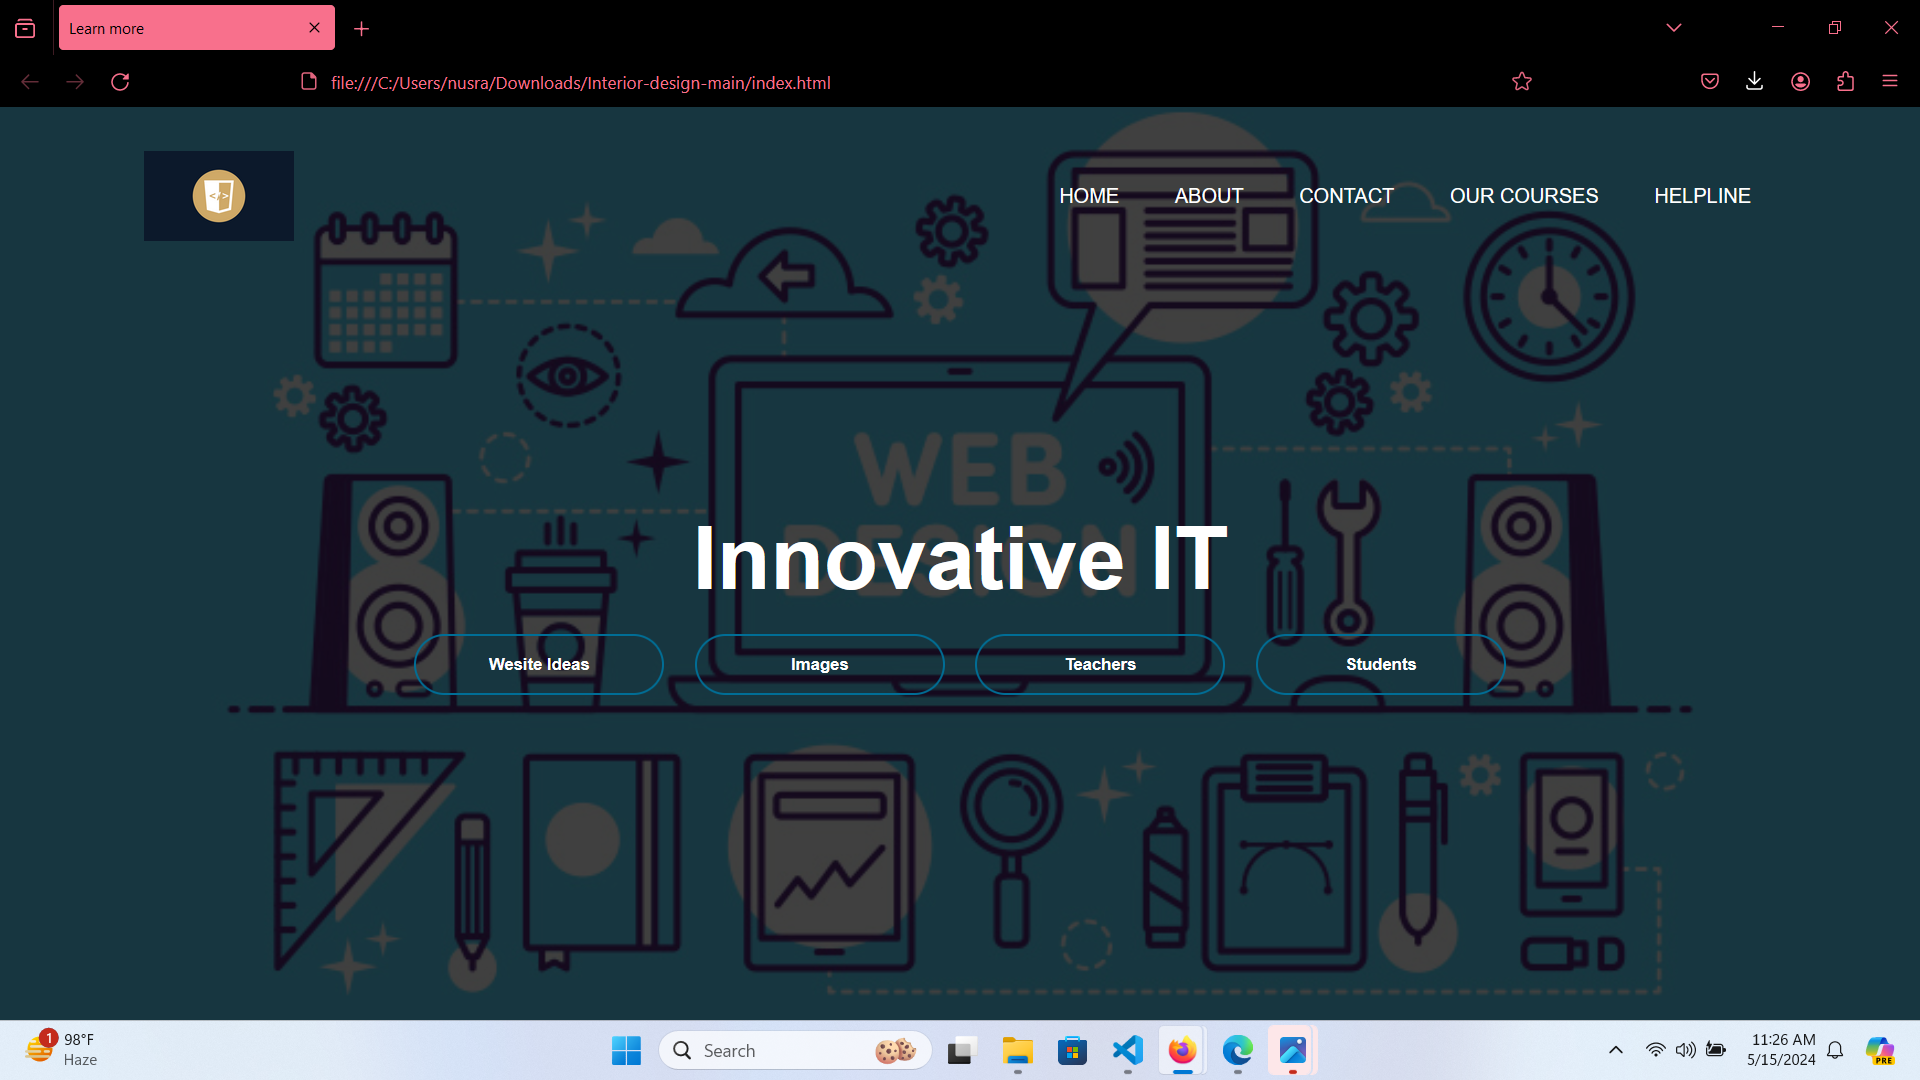 Learn more
file:///C:/Users/nusra/Downloads/Interior-design-main/index.html
</>
HOME ABOUT CONTACT OUR COURSES HELPLINE
WEB
DESIGN
Innovative IT
Wesite Ideas Images Teachers Students
1
98°F
Haze
Search
11:26 AM
5/15/2024
PRE